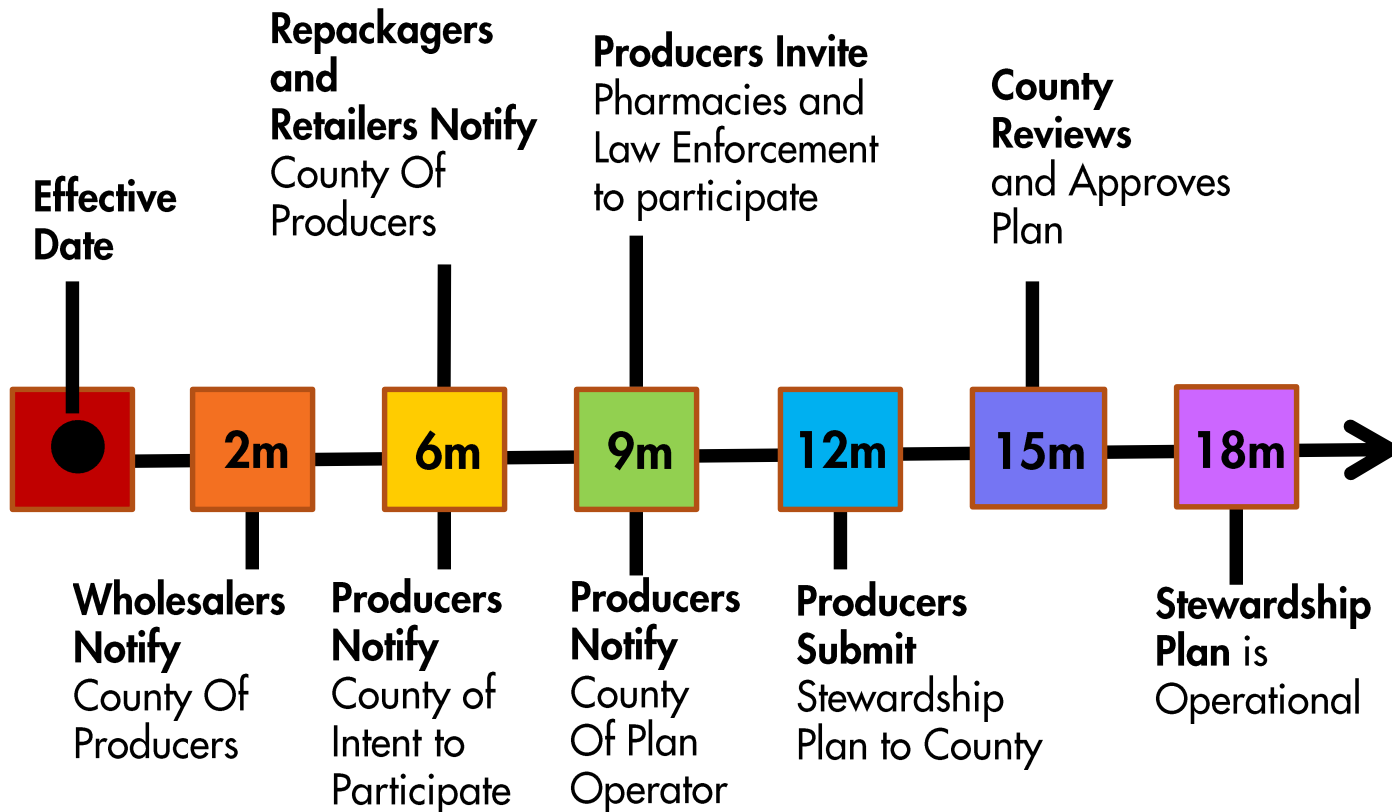 Effective
Date
Repackagers
and
Retailers Notify
County Of
Producers
Producers Invite
Pharmacies and
Law Enforcement
to participate
County
Reviews
and Approves
Plan
2m
6m
9m
12m
15m
18m
Wholesalers
Notify
County Of
Producers
Producers
Notify
County of
Intent to
Participate
Producers
Notify
County
Of Plan
Operator
Producers
Submit
Stewardship
Plan to County
Stewardship
Plan is
Operational